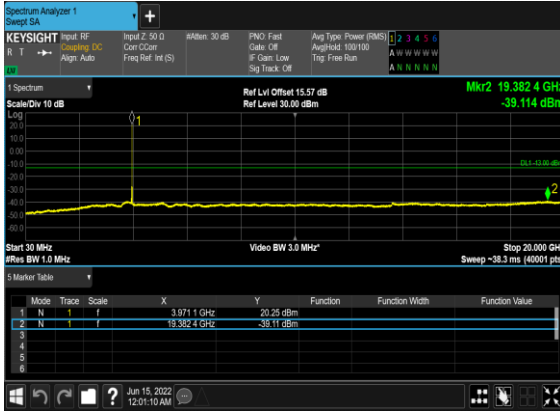 Spectrum Analyzer 1
Swept SA
+
KEYSIGHT
R T
Input: RF
Coupling: DC
Align: Auto
Input Z: 50 Ω
Corr CCorr
Freq Ref: Int (S)
#Atten: 30 dB
PNO: Fast
Gate: Off
IF Gain: Low
Sig Track: Off
Avg Type: Power (RMS)
Avg|Hold: 100/100
Trig: Free Run
1 2 3 4 5 6
A W W W W W
A N N N N N
1 Spectrum
Scale/Div 10 dB
Ref Lvl Offset 15.57 dB
Ref Level 30.00 dBm
Mkr2 19.382 4 GHz
-39.114 dBm
Log
20.0
10.0
0.00
-10.0
-20.0
-30.0
-40.0
-50.0
-60.0
1
DL1 -13.00 dBm
2
Start 30 MHz
#Res BW 1.0 MHz
Video BW 3.0 MHz*
Stop 20.000 GHz
Sweep ~38.3 ms (40001 pts)
5 Marker Table
Mode Trace Scale X Y Function Function Width Function Value
1 N 1 f 3.971 1 GHz 20.25 dBm
2 N 1 f 19.382 4 GHz -39.11 dBm
3
4
5
6
?
Jun 15, 2022
12:01:10 AM